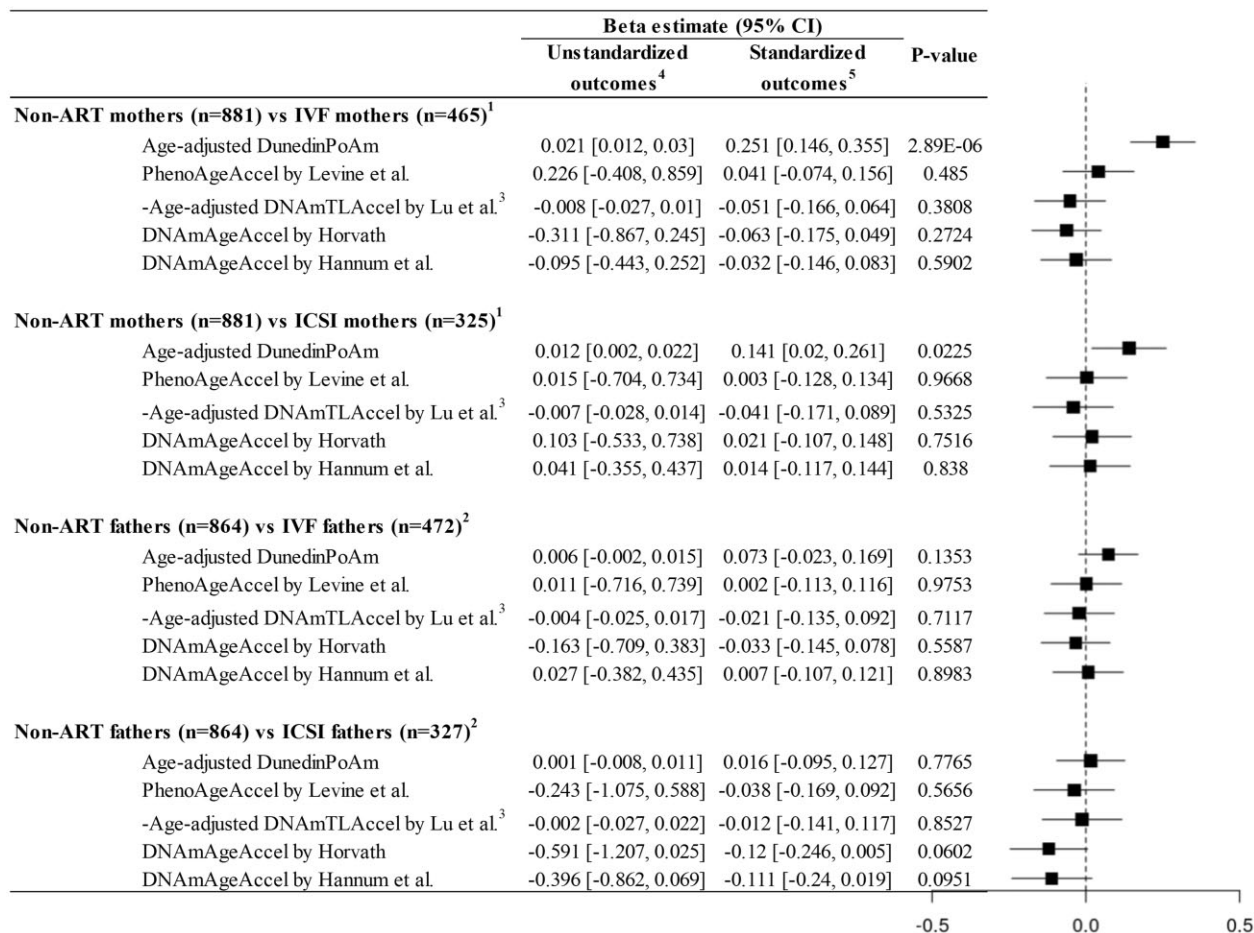 Beta estimate (95% CI)
Unstandardized outcomes4 Standardized outcomes5 P-value
Non-ART mothers (n=881) vs IVF mothers (n=465)1
Age-adjusted DunedinPoAm 0.021 [0.012, 0.03] 0.251 [0.146, 0.355] 2.89E-06
PhenoAgeAccel by Levine et al. 0.226 [-0.408, 0.859] 0.041 [-0.074, 0.156] 0.485
-Age-adjusted DNAmTLAccel by Lu et al.3 -0.008 [-0.027, 0.01] -0.051 [-0.166, 0.064] 0.3808
DNAmAgeAccel by Horvath -0.311 [-0.867, 0.245] -0.063 [-0.175, 0.049] 0.2724
DNAmAgeAccel by Hannum et al. -0.095 [-0.443, 0.252] -0.032 [-0.146, 0.083] 0.5902
Non-ART mothers (n=881) vs ICSI mothers (n=325)1
Age-adjusted DunedinPoAm 0.012 [0.002, 0.022] 0.141 [0.02, 0.261] 0.0225
PhenoAgeAccel by Levine et al. 0.015 [-0.704, 0.734] 0.003 [-0.128, 0.134] 0.9668
-Age-adjusted DNAmTLAccel by Lu et al.3 -0.007 [-0.028, 0.014] -0.041 [-0.171, 0.089] 0.5325
DNAmAgeAccel by Horvath 0.103 [-0.533, 0.738] 0.021 [-0.107, 0.148] 0.7516
DNAmAgeAccel by Hannum et al. 0.041 [-0.355, 0.437] 0.014 [-0.117, 0.144] 0.838
Non-ART fathers (n=864) vs IVF fathers (n=472)2
Age-adjusted DunedinPoAm 0.006 [-0.002, 0.015] 0.073 [-0.023, 0.169] 0.1353
PhenoAgeAccel by Levine et al. 0.011 [-0.716, 0.739] 0.002 [-0.113, 0.116] 0.9753
-Age-adjusted DNAmTLAccel by Lu et al.3 -0.004 [-0.025, 0.017] -0.021 [-0.135, 0.092] 0.7117
DNAmAgeAccel by Horvath -0.163 [-0.709, 0.383] -0.033 [-0.145, 0.078] 0.5587
DNAmAgeAccel by Hannum et al. 0.027 [-0.382, 0.435] 0.007 [-0.107, 0.121] 0.8983
Non-ART fathers (n=864) vs ICSI fathers (n=327)2
Age-adjusted DunedinPoAm 0.001 [-0.008, 0.011] 0.016 [-0.095, 0.127] 0.7765
PhenoAgeAccel by Levine et al. -0.243 [-1.075, 0.588] -0.038 [-0.169, 0.092] 0.5656
-Age-adjusted DNAmTLAccel by Lu et al.3 -0.002 [-0.027, 0.022] -0.012 [-0.141, 0.117] 0.8527
DNAmAgeAccel by Horvath -0.591 [-1.207, 0.025] -0.12 [-0.246, 0.005] 0.0602
DNAmAgeAccel by Hannum et al. -0.396 [-0.862, 0.069] -0.111 [-0.24, 0.019] 0.0951
-0.5 0.0 0.5